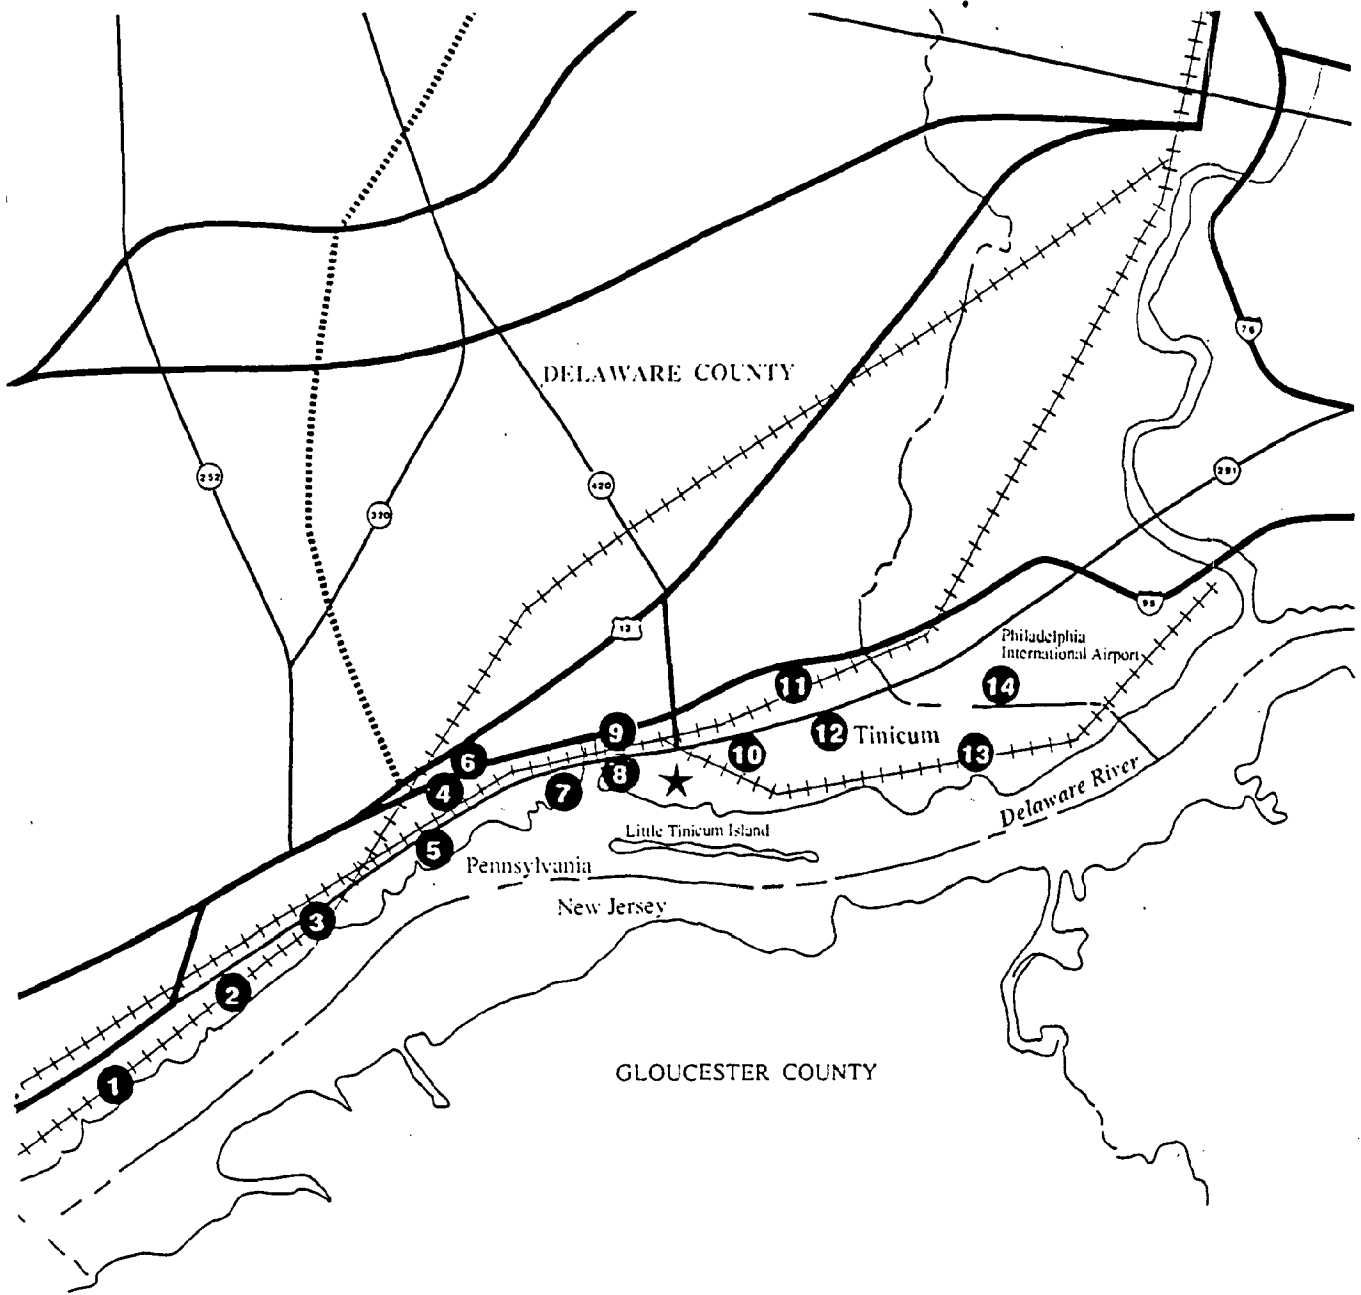 76
DELAWARE COUNTY
252
420
291
320
95
13
Philadelphia
International Airport
11
14
9
12
Tinicum
6
10
13
8
4
7
Delaware River
Little Tinicum Island
5
Pennsylvania
New Jersey
3
2
GLOUCESTER COUNTY
1